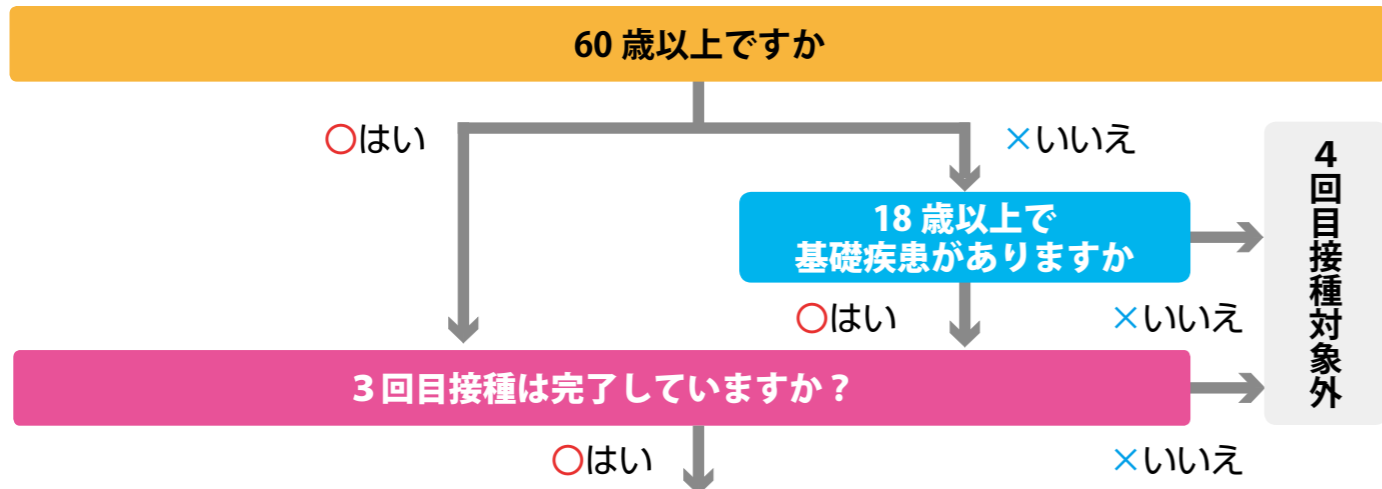 60 歳以上ですか
○はい
×いいえ
18 歳以上で
基礎疾患がありますか
○はい
×いいえ
4回目接種対象外
3回目接種は完了していますか？
○はい
×いいえ